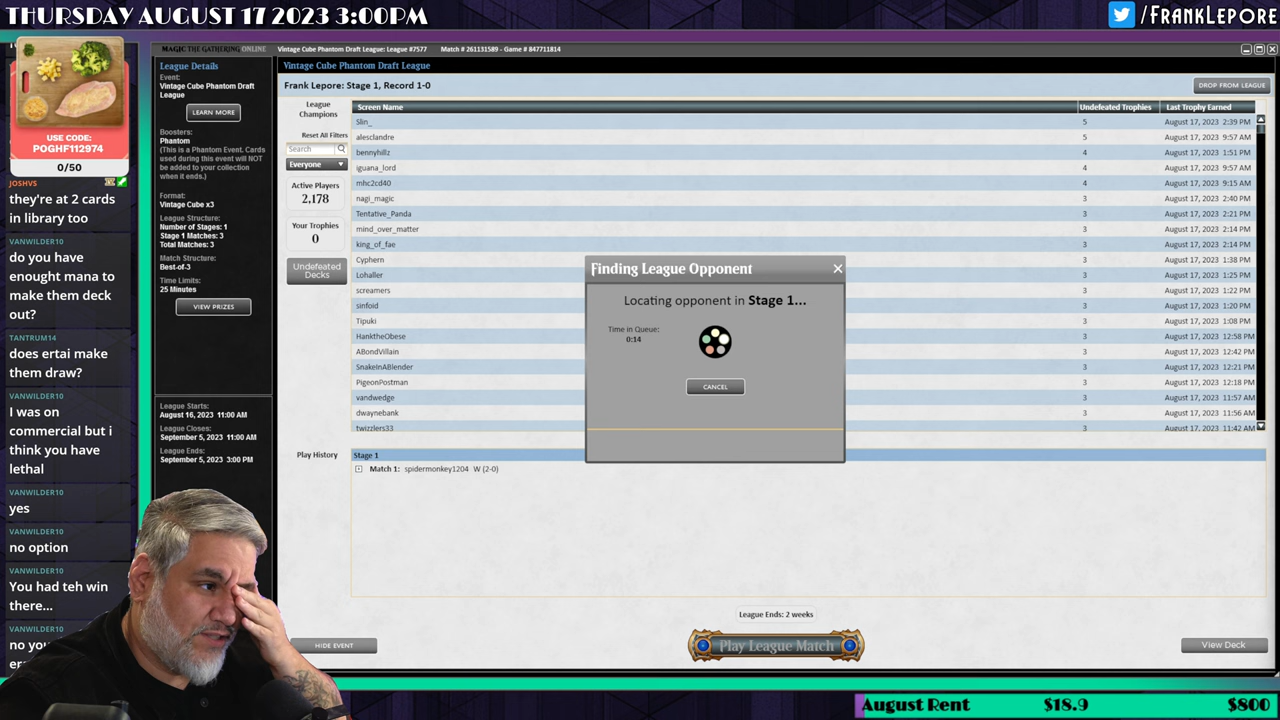 THURSDAY AUGUST 17 2023 3:00PM
/FRANKLEPORE
USE CODE:
POGHF112974
0/50
JOSHVS
they're at 2 cards
in library too
VANWILDER10
do you have
enought mana to
make them deck
out?
TANTRUM14
does ertai make
them draw?
VANWILDER10
I was on
commercial but i
think you have
lethal
VANWILDER10
yes
VANWILDER10
no option
VANWILDER10
You had teh win
there...
VANWILDER10
MAGIC THE GATHERING ONLINE
Vintage Cube Phantom Draft League: League #7577
Match # 261131589 - Game # 847711814
League Details
Event:
Vintage Cube Phantom Draft
League
LEARN MORE
Boosters:
Phantom
(This is a Phantom Event. Cards
used during this event will NOT
be added to your collection
when it ends.)
Format:
Vintage Cube x3
League Structure:
Number of Stages: 1
Stage 1 Matches: 3
Total Matches: 3
Match Structure:
Best-of-3
Time Limits:
25 Minutes
VIEW PRIZES
League Starts:
August 16, 2023 11:00 AM
League Closes:
September 5, 2023 11:00 AM
League Ends:
September 5, 2023 3:00 PM
Vintage Cube Phantom Draft League
Frank Lepore: Stage 1, Record 1-0
DROP FROM LEAGUE
League
Champions
Reset All Filters
Search
Everyone
Active Players
2,178
Your Trophies
0
Undefeated
Decks
Screen Name Undefeated Trophies Last Trophy Earned
Slin_ 5 August 17, 2023 2:39 PM
alesclandre 5 August 17, 2023 9:57 AM
bennyhillz 4 August 17, 2023 1:51 PM
iguana_lord 4 August 17, 2023 9:57 AM
mhc2cd40 4 August 17, 2023 9:15 AM
nagi_magic 3 August 17, 2023 2:40 PM
Tentative_Panda 3 August 17, 2023 2:21 PM
mind_over_matter 3 August 17, 2023 2:14 PM
king_of_fae 3 August 17, 2023 2:14 PM
Cyphern 3 August 17, 2023 1:38 PM
Lohaller 3 August 17, 2023 1:25 PM
screamers 3 August 17, 2023 1:22 PM
sinfoid 3 August 17, 2023 1:20 PM
Tipuki 3 August 17, 2023 1:08 PM
HanktheObese 3 August 17, 2023 12:58 PM
ABondVillain 3 August 17, 2023 12:42 PM
SnakeInABlender 3 August 17, 2023 12:21 PM
PigeonPostman 3 August 17, 2023 12:18 PM
vandwedge 3 August 17, 2023 11:57 AM
dwaynebank 3 August 17, 2023 11:56 AM
twizzlers33 3 August 17, 2023 11:42 AM
Finding League Opponent
Locating opponent in Stage 1...
Time in Queue:
0:14
CANCEL
Play History
Stage 1
Match 1: spidermonkey1204 W (2-0)
League Ends: 2 weeks
HIDE EVENT
Play League Match
View Deck
August Rent $18.9 $800